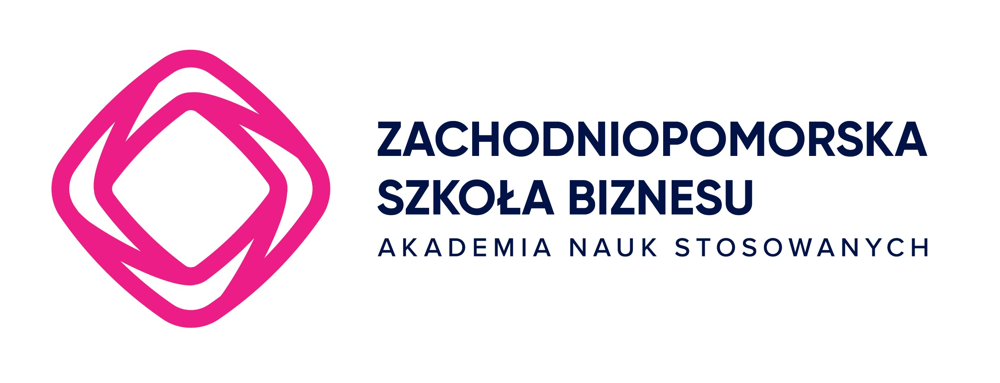 ZACHODNIOPOMORSKA
SZKOŁA BIZNESU
AKADEMIA NAUK STOSOWANYCH